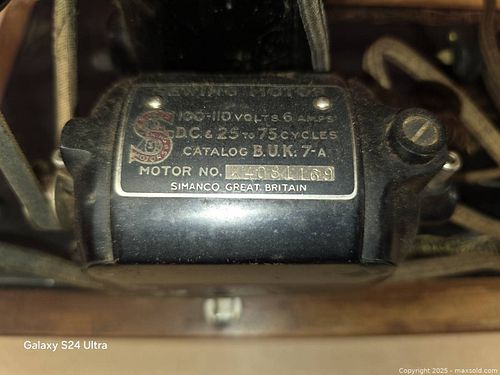 SEWING MOTOR
100-110 VOLTS .6 AMPS
D.C. & 25 TO 75 CYCLES
CATALOG B.U.K. 7-A
MOTOR NO.
SIMANCO GREAT BRITAIN
Galaxy S24 Ultra
Copyright © 2025 - maxsold.com